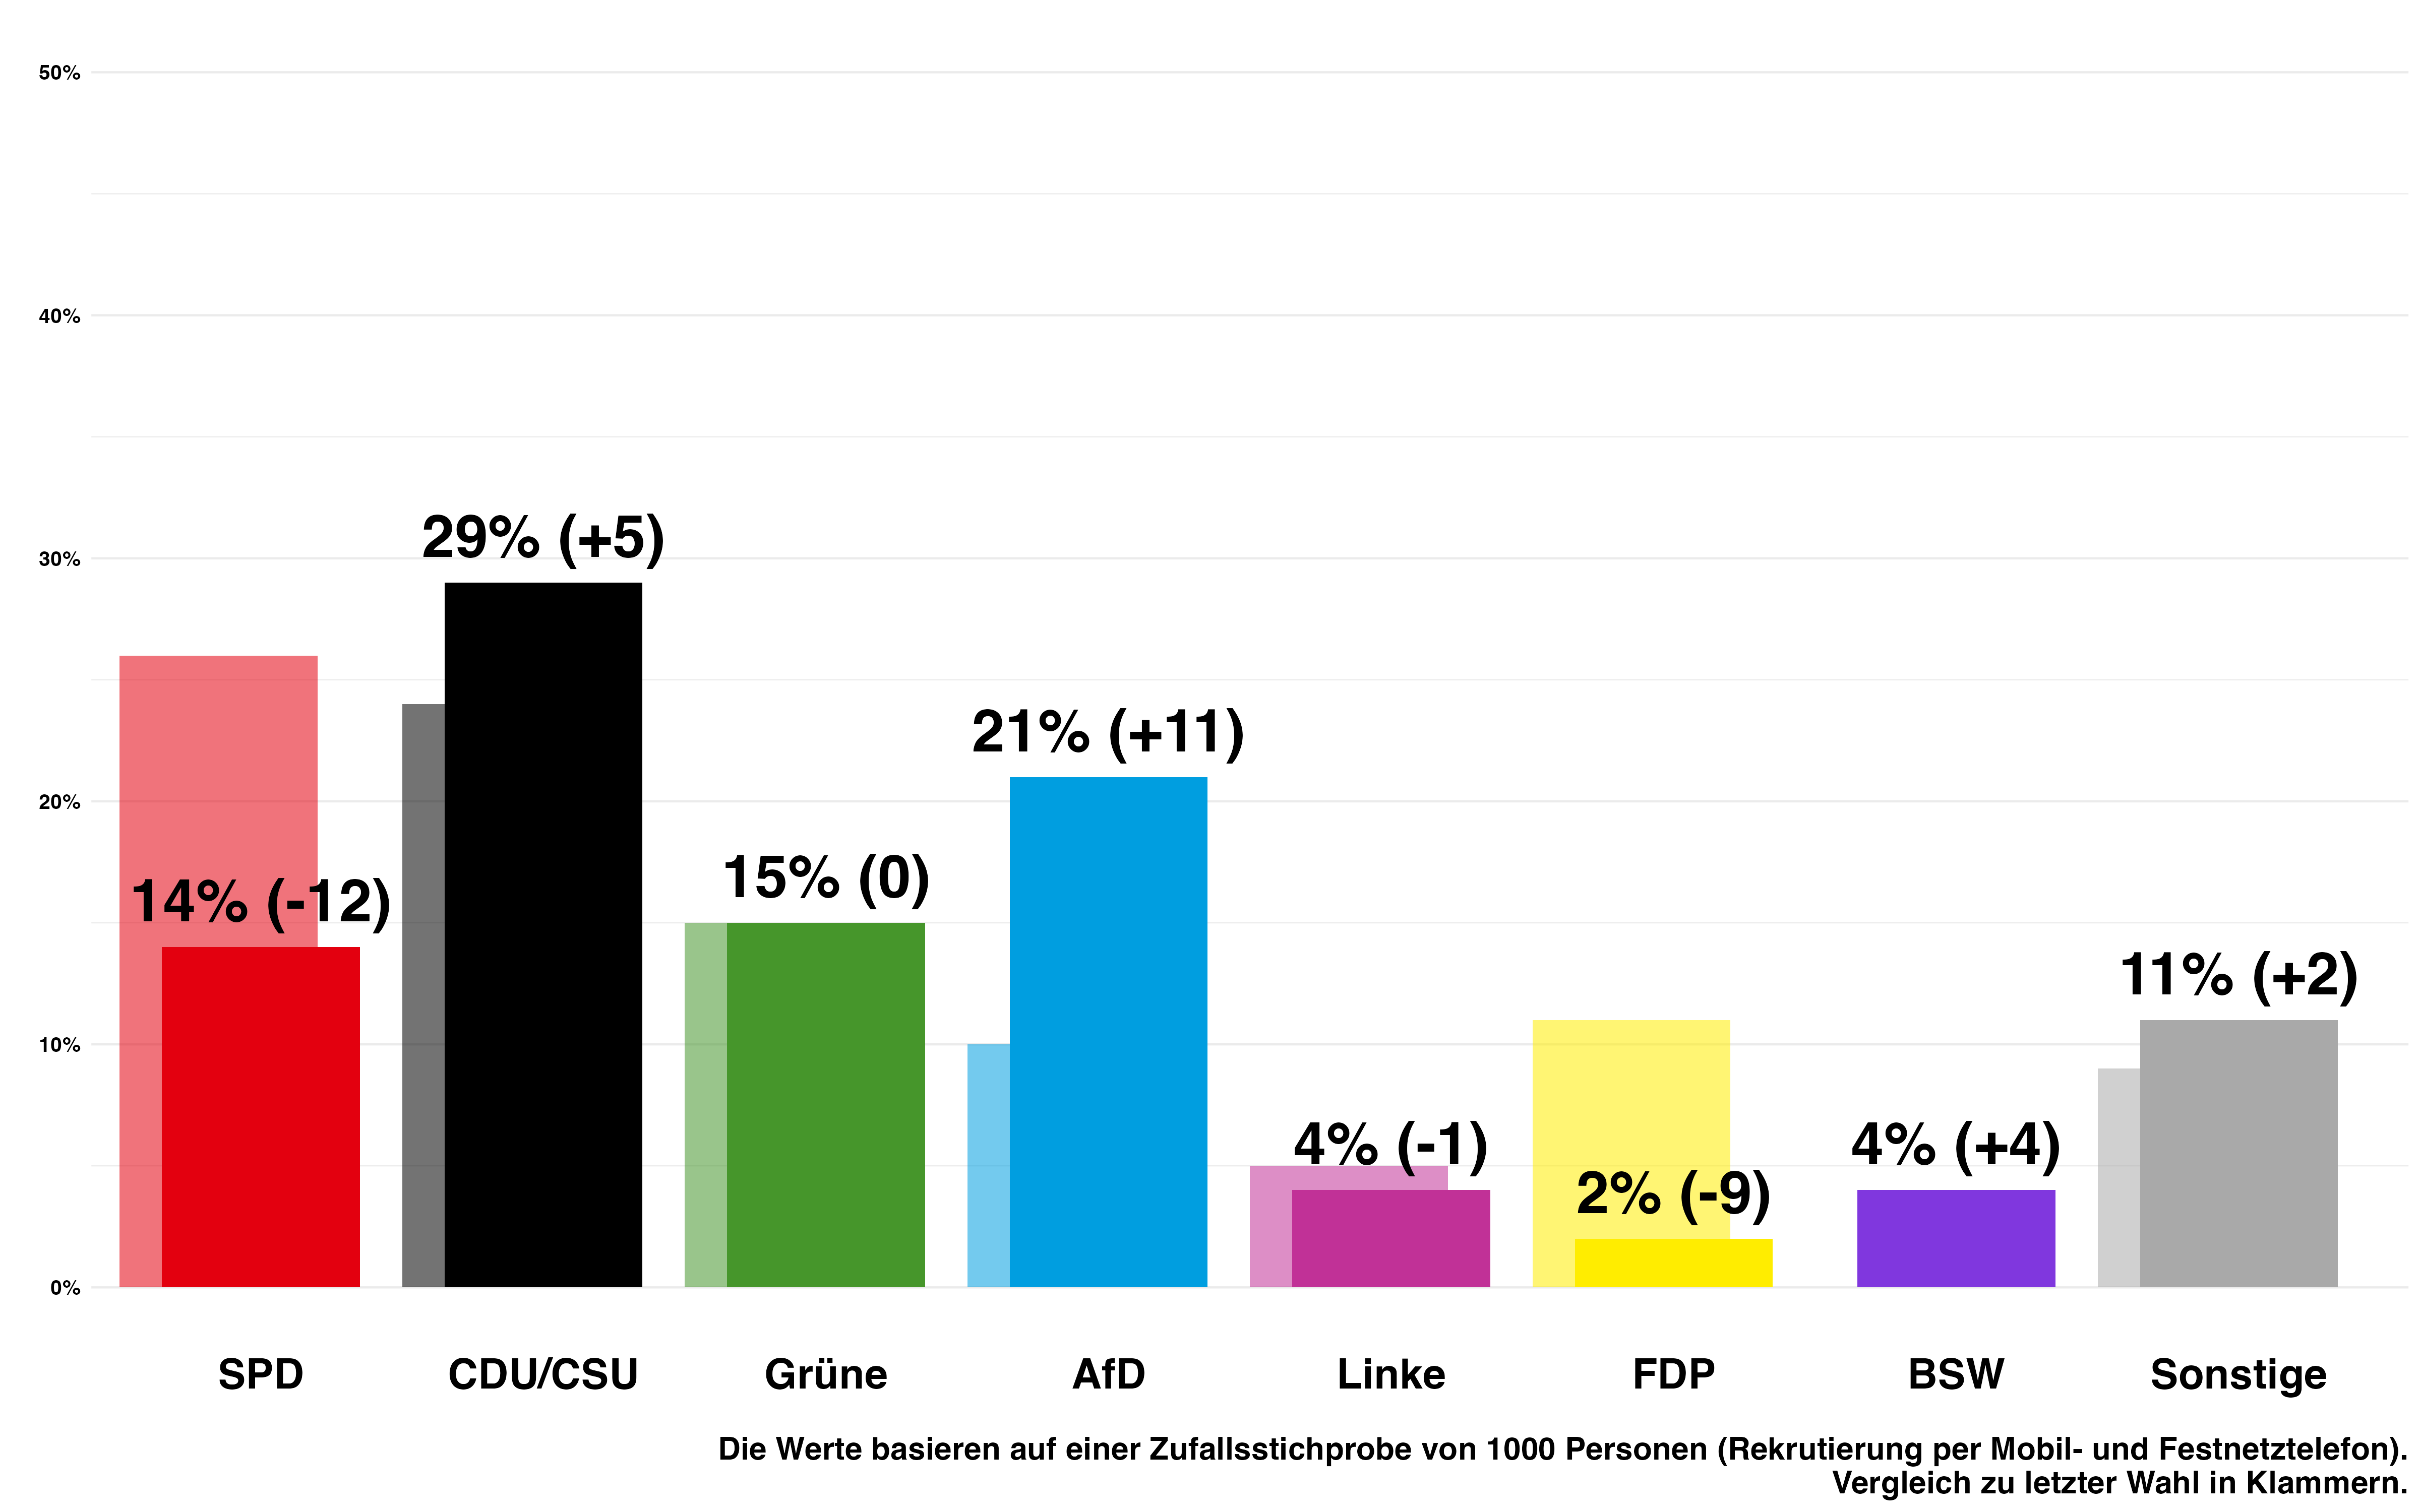 50%
40%
30%
20%
10%
0%
14% (-12)
29% (+5)
15% (0)
21% (+11)
4% (-1)
2% (-9)
4% (+4)
11% (+2)
SPD
CDU/CSU
Grüne
AfD
Linke
FDP
BSW
Sonstige
Die Werte basieren auf einer Zufallsstichprobe von 1000 Personen (Rekrutierung per Mobil- und Festnetztelefon).
Vergleich zu letzter Wahl in Klammern.